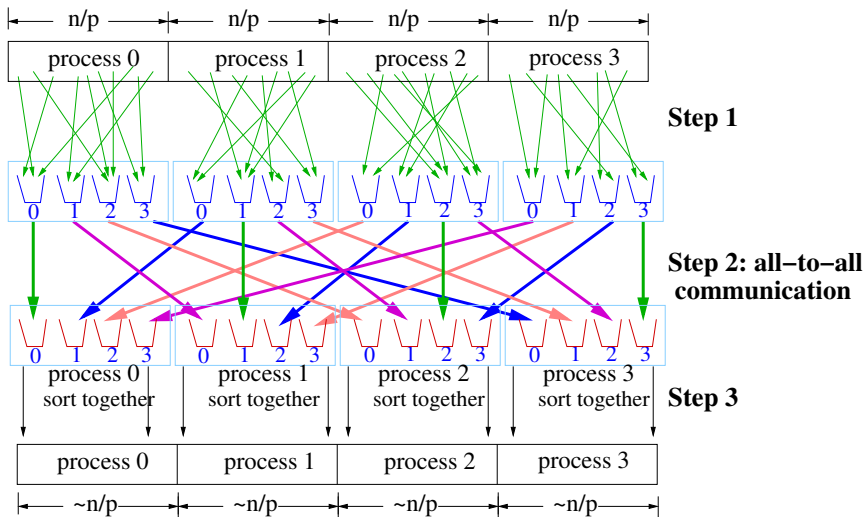 n/p n/p n/p n/p
process 0 process 1 process 2 process 3
Step 1
0 1 2 3 0 1 2 3 0 1 2 3 0 1 2 3
Step 2: all-to-all
communication
0 1 2 3 0 1 2 3 0 1 2 3 0 1 2 3
process 0 process 1 process 2 process 3
sort together sort together sort together sort together
Step 3
process 0 process 1 process 2 process 3
~n/p ~n/p ~n/p ~n/p